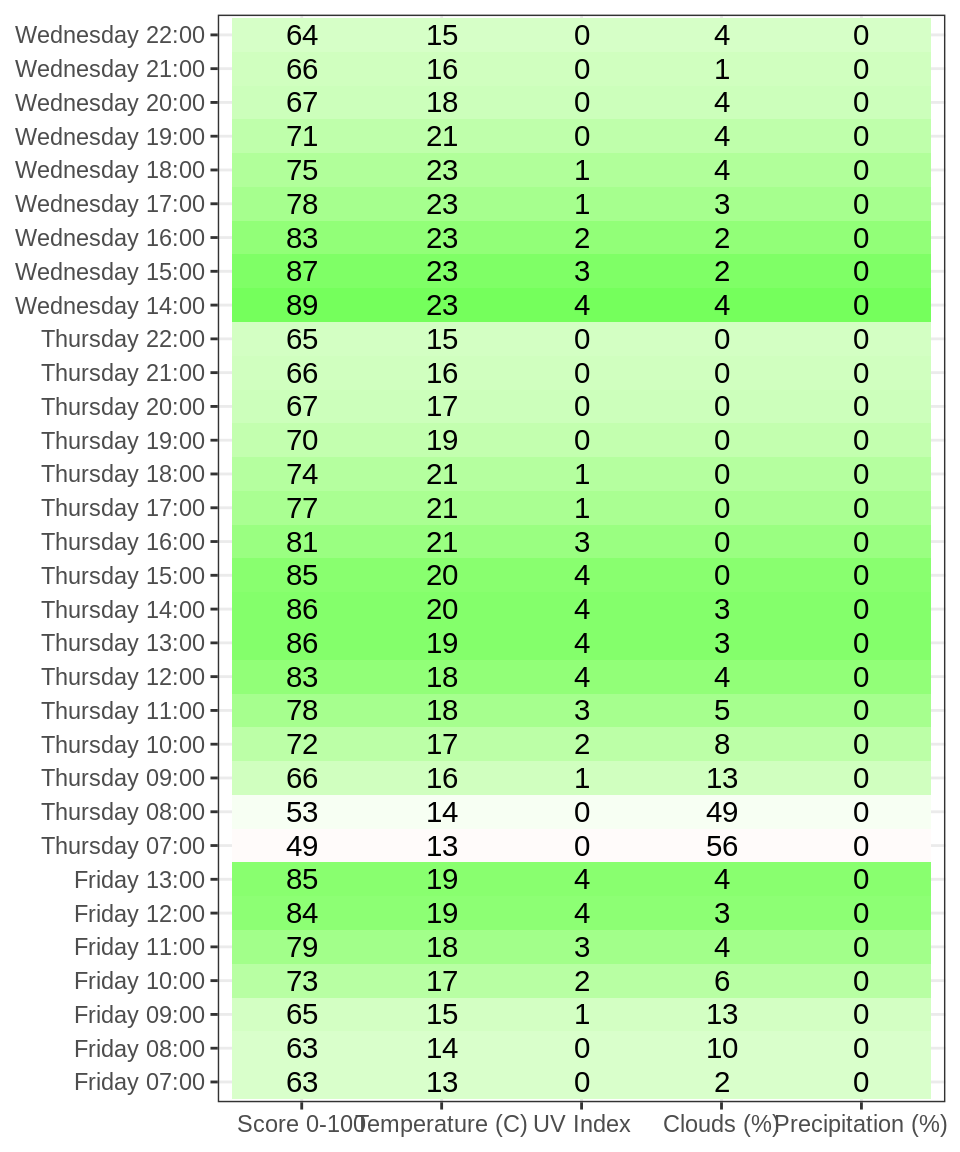 Wednesday 22:00 64 15 0 4 0
Wednesday 21:00 66 16 0 1 0
Wednesday 20:00 67 18 0 4 0
Wednesday 19:00 71 21 0 4 0
Wednesday 18:00 75 23 1 4 0
Wednesday 17:00 78 23 1 3 0
Wednesday 16:00 83 23 2 2 0
Wednesday 15:00 87 23 3 2 0
Wednesday 14:00 89 23 4 4 0
Thursday 22:00 65 15 0 0 0
Thursday 21:00 66 16 0 0 0
Thursday 20:00 67 17 0 0 0
Thursday 19:00 70 19 0 0 0
Thursday 18:00 74 21 1 0 0
Thursday 17:00 77 21 1 0 0
Thursday 16:00 81 21 3 0 0
Thursday 15:00 85 20 4 0 0
Thursday 14:00 86 20 4 3 0
Thursday 13:00 86 19 4 3 0
Thursday 12:00 83 18 4 4 0
Thursday 11:00 78 18 3 5 0
Thursday 10:00 72 17 2 8 0
Thursday 09:00 66 16 1 13 0
Thursday 08:00 53 14 0 49 0
Thursday 07:00 49 13 0 56 0
Friday 13:00 85 19 4 4 0
Friday 12:00 84 19 4 3 0
Friday 11:00 79 18 3 4 0
Friday 10:00 73 17 2 6 0
Friday 09:00 65 15 1 13 0
Friday 08:00 63 14 0 10 0
Friday 07:00 63 13 0 2 0
Score 0-100 Temperature (C) UV Index Clouds (%) Precipitation (%)